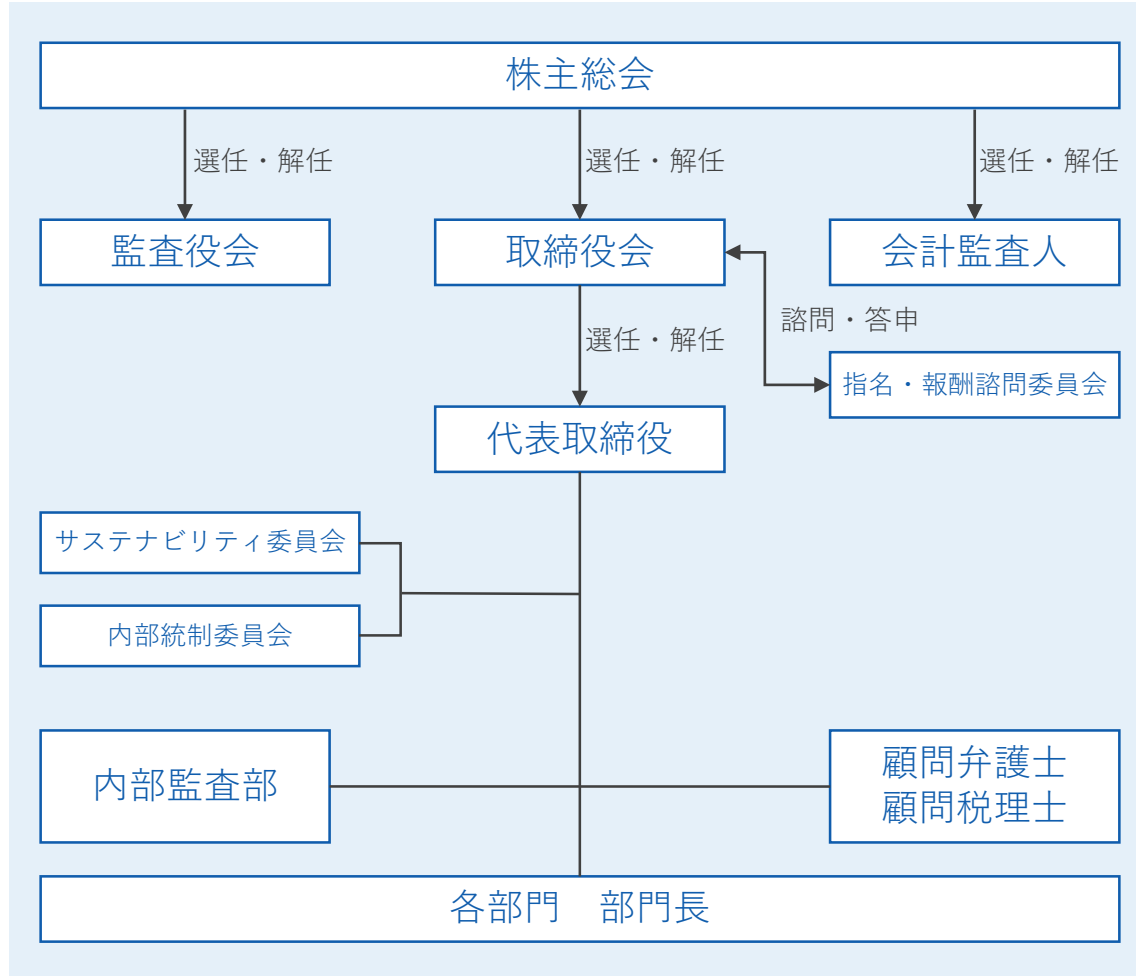 株主総会
選任・解任
選任・解任
選任・解任
監査役会
取締役会
会計監査人
諮問・答申
選任・解任
指名・報酬諮問委員会
代表取締役
サステナビリティ委員会
内部統制委員会
内部監査部
顧問弁護士
顧問税理士
各部門　部門長